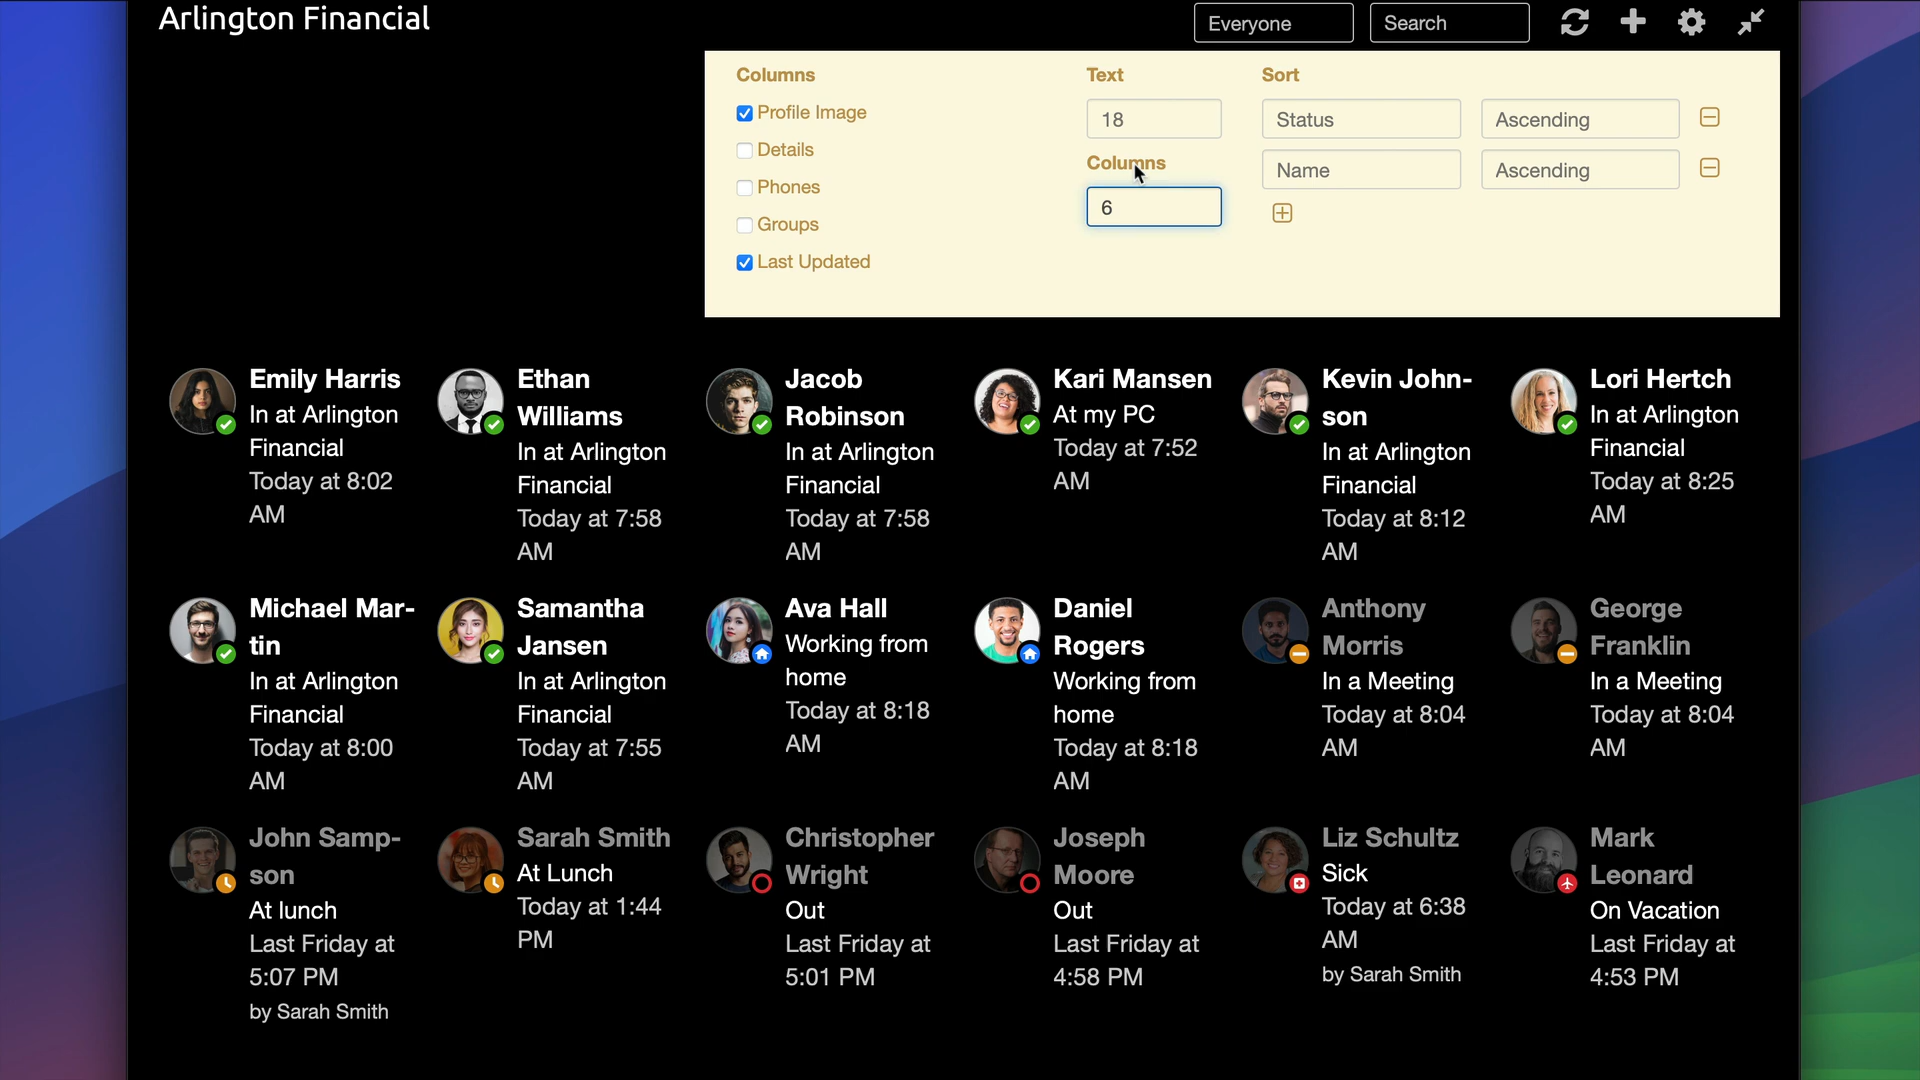 Arlington Financial
Everyone
Search
Columns
Profile Image
Details
Phones
Groups
Last Updated
Text
18
Columns
6
Sort
Status
Ascending
Name
Ascending
Emily Harris
In at Arlington
Financial
Today at 8:02
AM
Ethan
Williams
In at Arlington
Financial
Today at 7:58
AM
Jacob
Robinson
In at Arlington
Financial
Today at 7:58
AM
Kari Mansen
At my PC
Today at 7:52
AM
Kevin John-
son
In at Arlington
Financial
Today at 8:12
AM
Lori Hertch
In at Arlington
Financial
Today at 8:25
AM
Michael Mar-
tin
In at Arlington
Financial
Today at 8:00
AM
Samantha
Jansen
In at Arlington
Financial
Today at 7:55
AM
Ava Hall
Working from
home
Today at 8:18
AM
Daniel
Rogers
Working from
home
Today at 8:18
AM
Anthony
Morris
In a Meeting
Today at 8:04
AM
George
Franklin
In a Meeting
Today at 8:04
AM
John Samp-
son
At lunch
Last Friday at
5:07 PM
by Sarah Smith
Sarah Smith
At Lunch
Today at 1:44
PM
Christopher
Wright
Out
Last Friday at
5:01 PM
Joseph
Moore
Out
Last Friday at
4:58 PM
Liz Schultz
Sick
Today at 6:38
AM
by Sarah Smith
Mark
Leonard
On Vacation
Last Friday at
4:53 PM